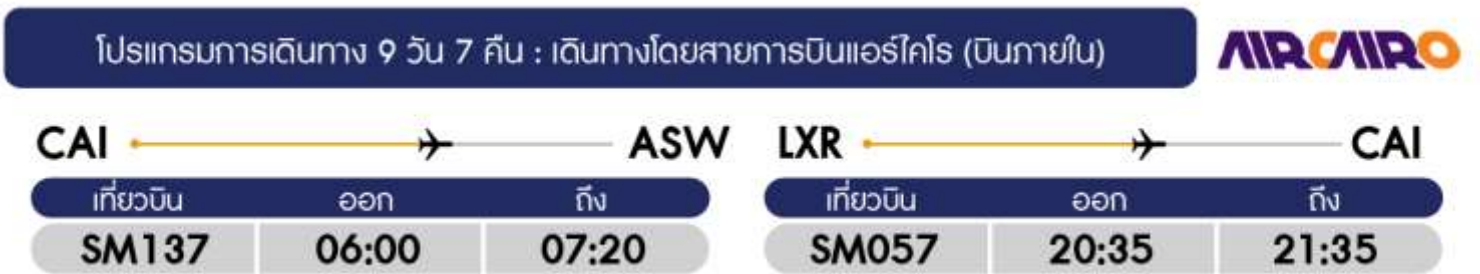 โปรแกรมการเดินทาง 9 วัน 7 คืน : เดินทางโดยสายการบินแอร์ไคโร (บินภายใน)
AIRCAIRO
CAI ASW LXR CAI
เที่ยวบิน ออก ถึง เที่ยวบิน ออก ถึง
SM137 06:00 07:20 SM057 20:35 21:35